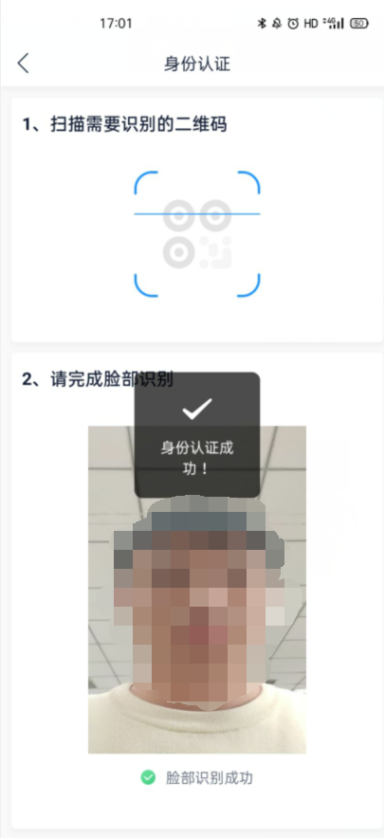 17:01
HD 4G 50
身份认证
1、扫描需要识别的二维码
2、请完成脸部识别
身份认证成
功！
脸部识别成功